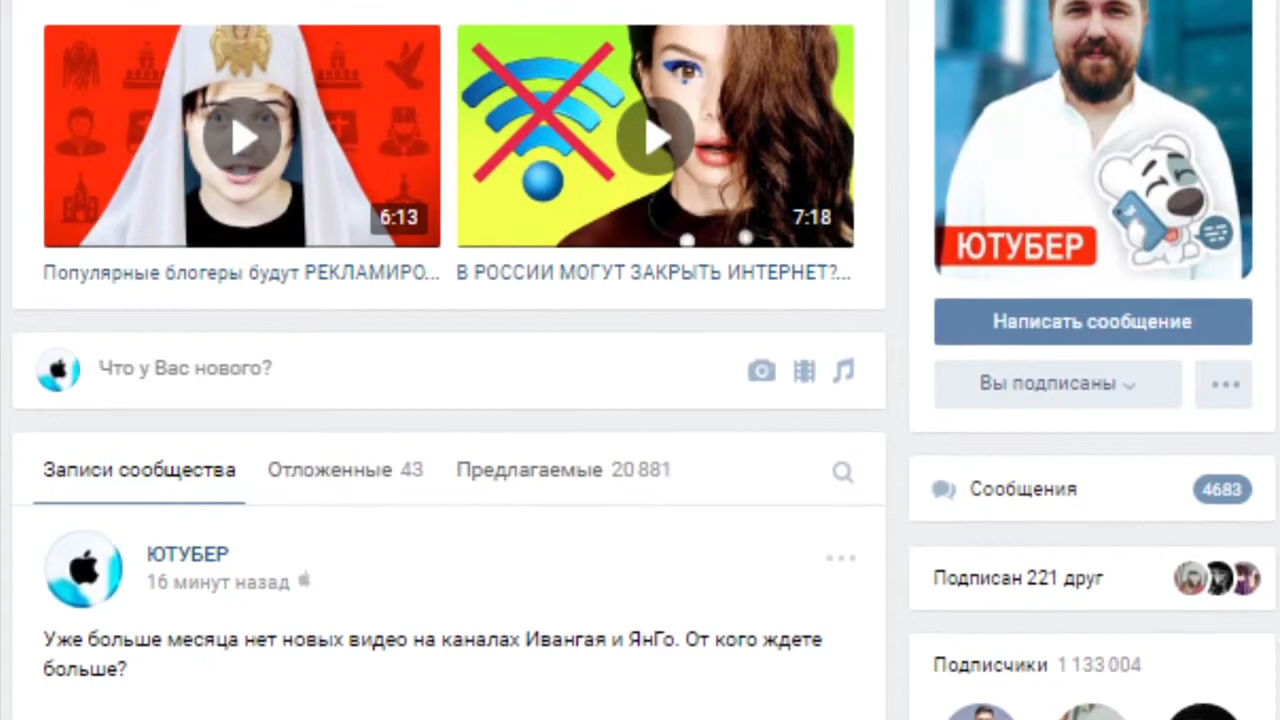 6:13
7:18
Популярные блогеры будут РЕКЛАМИРО...
В РОССИИ МОГУТ ЗАКРЫТЬ ИНТЕРНЕТ?...
Что у Вас нового?
Записи сообщества Отложенные 43 Предлагаемые 20 881
ЮТУБЕР
16 минут назад
Уже больше месяца нет новых видео на каналах Ивангая и ЯнГо. От кого ждете
больше?
ЮТУБЕР
Написать сообщение
Вы подписаны
Сообщения 4683
Подписан 221 друг
Подписчики 1 133 004